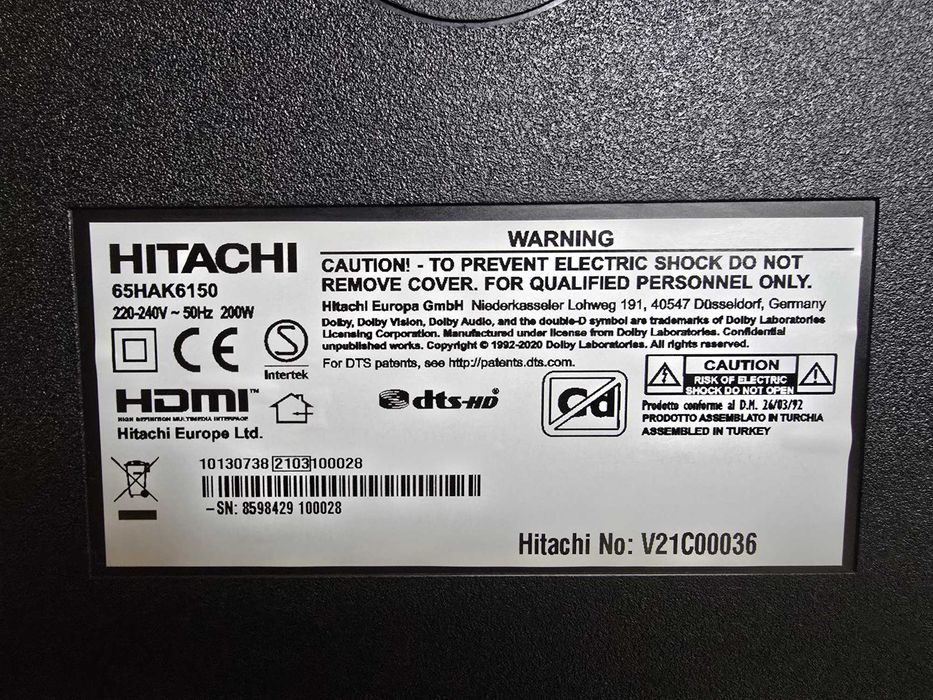 HITACHI
65HAK6150
220-240V ~ 50Hz 200W
Intertek
HDMI™
HIGH DEFINITION MULTIMEDIA INTERFACE
Hitachi Europe Ltd.
WARNING
CAUTION! - TO PREVENT ELECTRIC SHOCK DO NOT
REMOVE COVER. FOR QUALIFIED PERSONNEL ONLY.
Hitachi Europa GmbH Niederkasseler Lohweg 191, 40547 Düsseldorf, Germany
Dolby, Dolby Vision, Dolby Audio, and the double-D symbol are trademarks of Dolby Laboratories
Licensing Corporation. Manufactured under license from Dolby Laboratories. Confidential
unpublished works. Copyright © 1992-2020 Dolby Laboratories. All rights reserved.
For DTS patents, see http://patents.dts.com.
dts-HD®
Cd
CAUTION
RISK OF ELECTRIC
SHOCK DO NOT OPEN
Prodotto conforme al D.M. 26/03/92
PRODOTTO ASSEMBLATO IN TURCHIA
ASSEMBLED IN TURKEY
10130738 2103 100028
-SN: 8598429 100028
Hitachi No: V21C00036